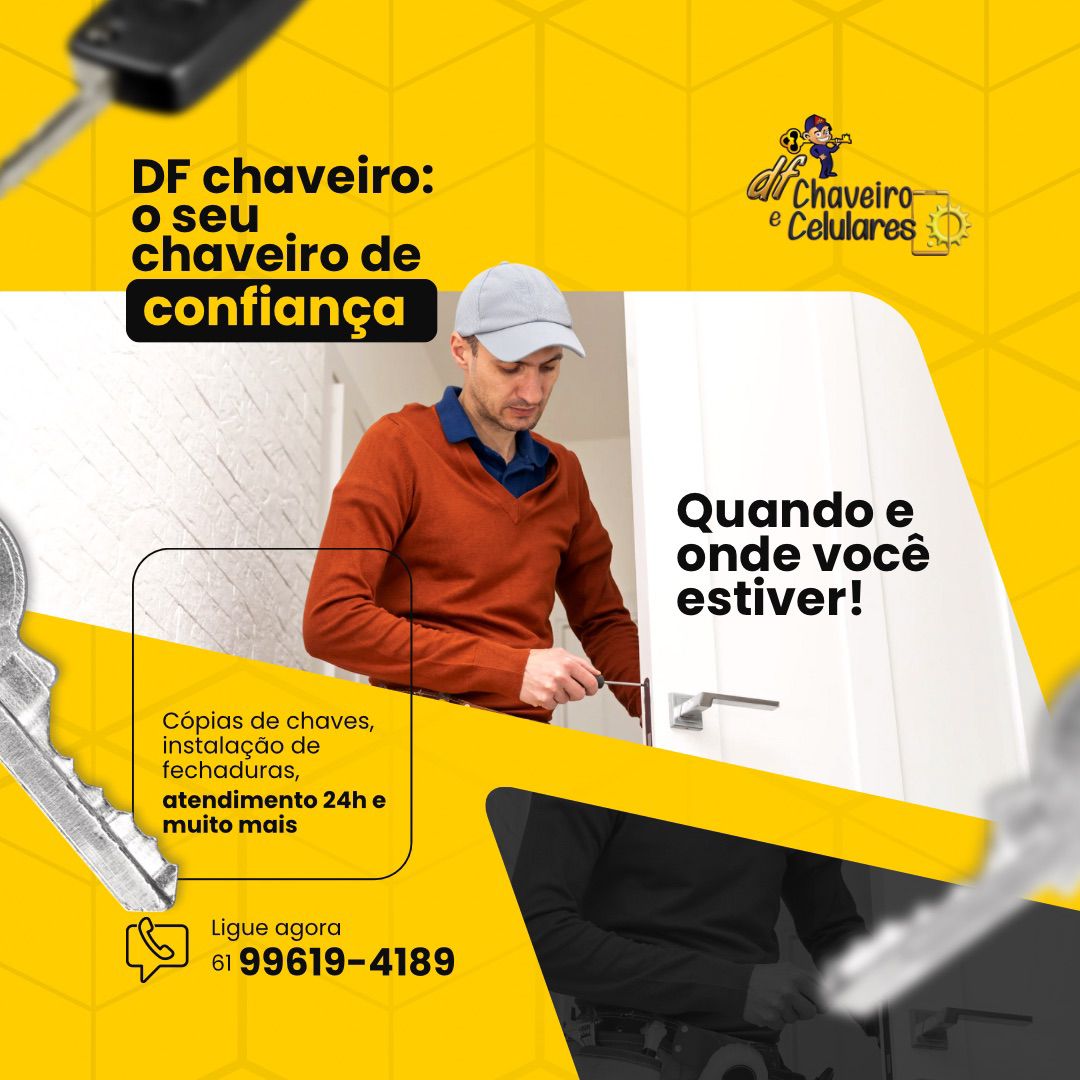 DF chaveiro:
o seu
chaveiro de
confiança
df Chaveiro
e Celulares
Quando e
onde você
estiver!
Cópias de chaves,
instalação de
fechaduras,
atendimento 24h e
muito mais
Ligue agora
61 99619-4189